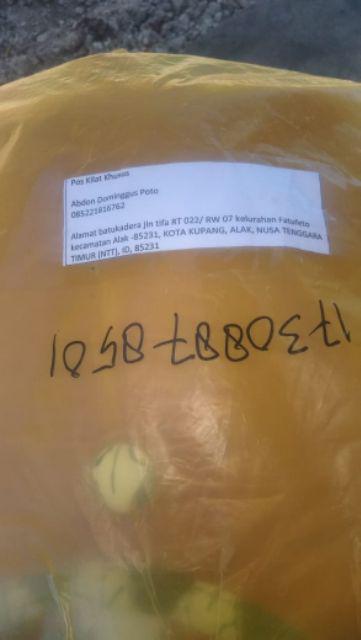 Pos Kilat Khusus
Abdon Dominggus Poto
085221816762
Alamat batukadera jln tifa RT 022/ RW 07 kelurahan Fatufeto
kecamatan Alak -85231, KOTA KUPANG, ALAK, NUSA TENGGARA
TIMUR (NTT), ID, 85231
17308878501